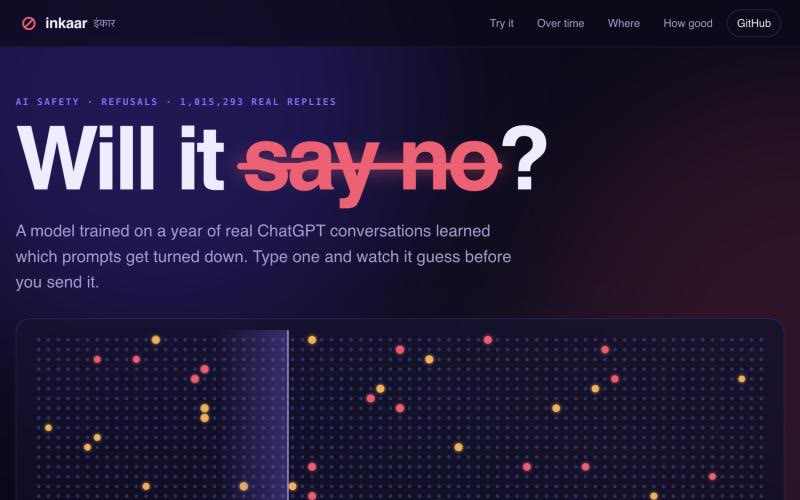 inkaar इंकार
Try it
Over time
Where
How good
GitHub
AI SAFETY · REFUSALS · 1,015,293 REAL REPLIES
Will it say no?
A model trained on a year of real ChatGPT conversations learned
which prompts get turned down. Type one and watch it guess before
you send it.